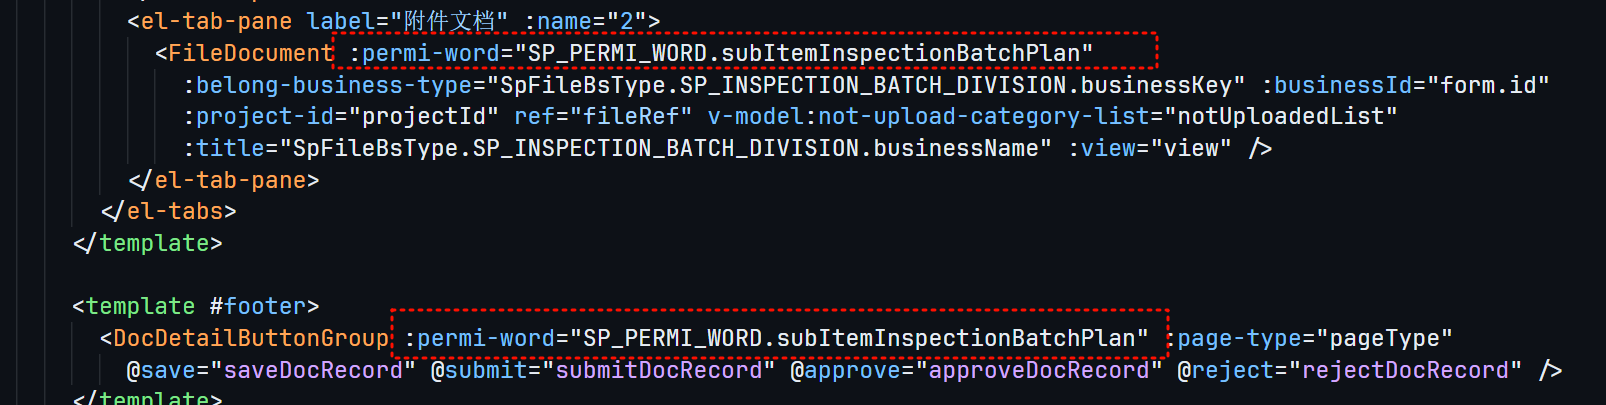 <el-tab-pane label="附件文档" :name="2">
<FileDocument :permi-word="SP_PERMI_WORD.subItemInspectionBatchPlan"
:belong-business-type="SpFileBsType.SP_INSPECTION_BATCH_DIVISION.businessKey" :businessId="form.id"
:project-id="projectId" ref="fileRef" v-model:not-upload-category-list="notUploadedList"
:title="SpFileBsType.SP_INSPECTION_BATCH_DIVISION.businessName" :view="view" />
</el-tab-pane>
</el-tabs>
</template>
<template #footer>
<DocDetailButtonGroup :permi-word="SP_PERMI_WORD.subItemInspectionBatchPlan" :page-type="pageType"
@save="saveDocRecord" @submit="submitDocRecord" @approve="approveDocRecord" @reject="rejectDocRecord" />
</template>